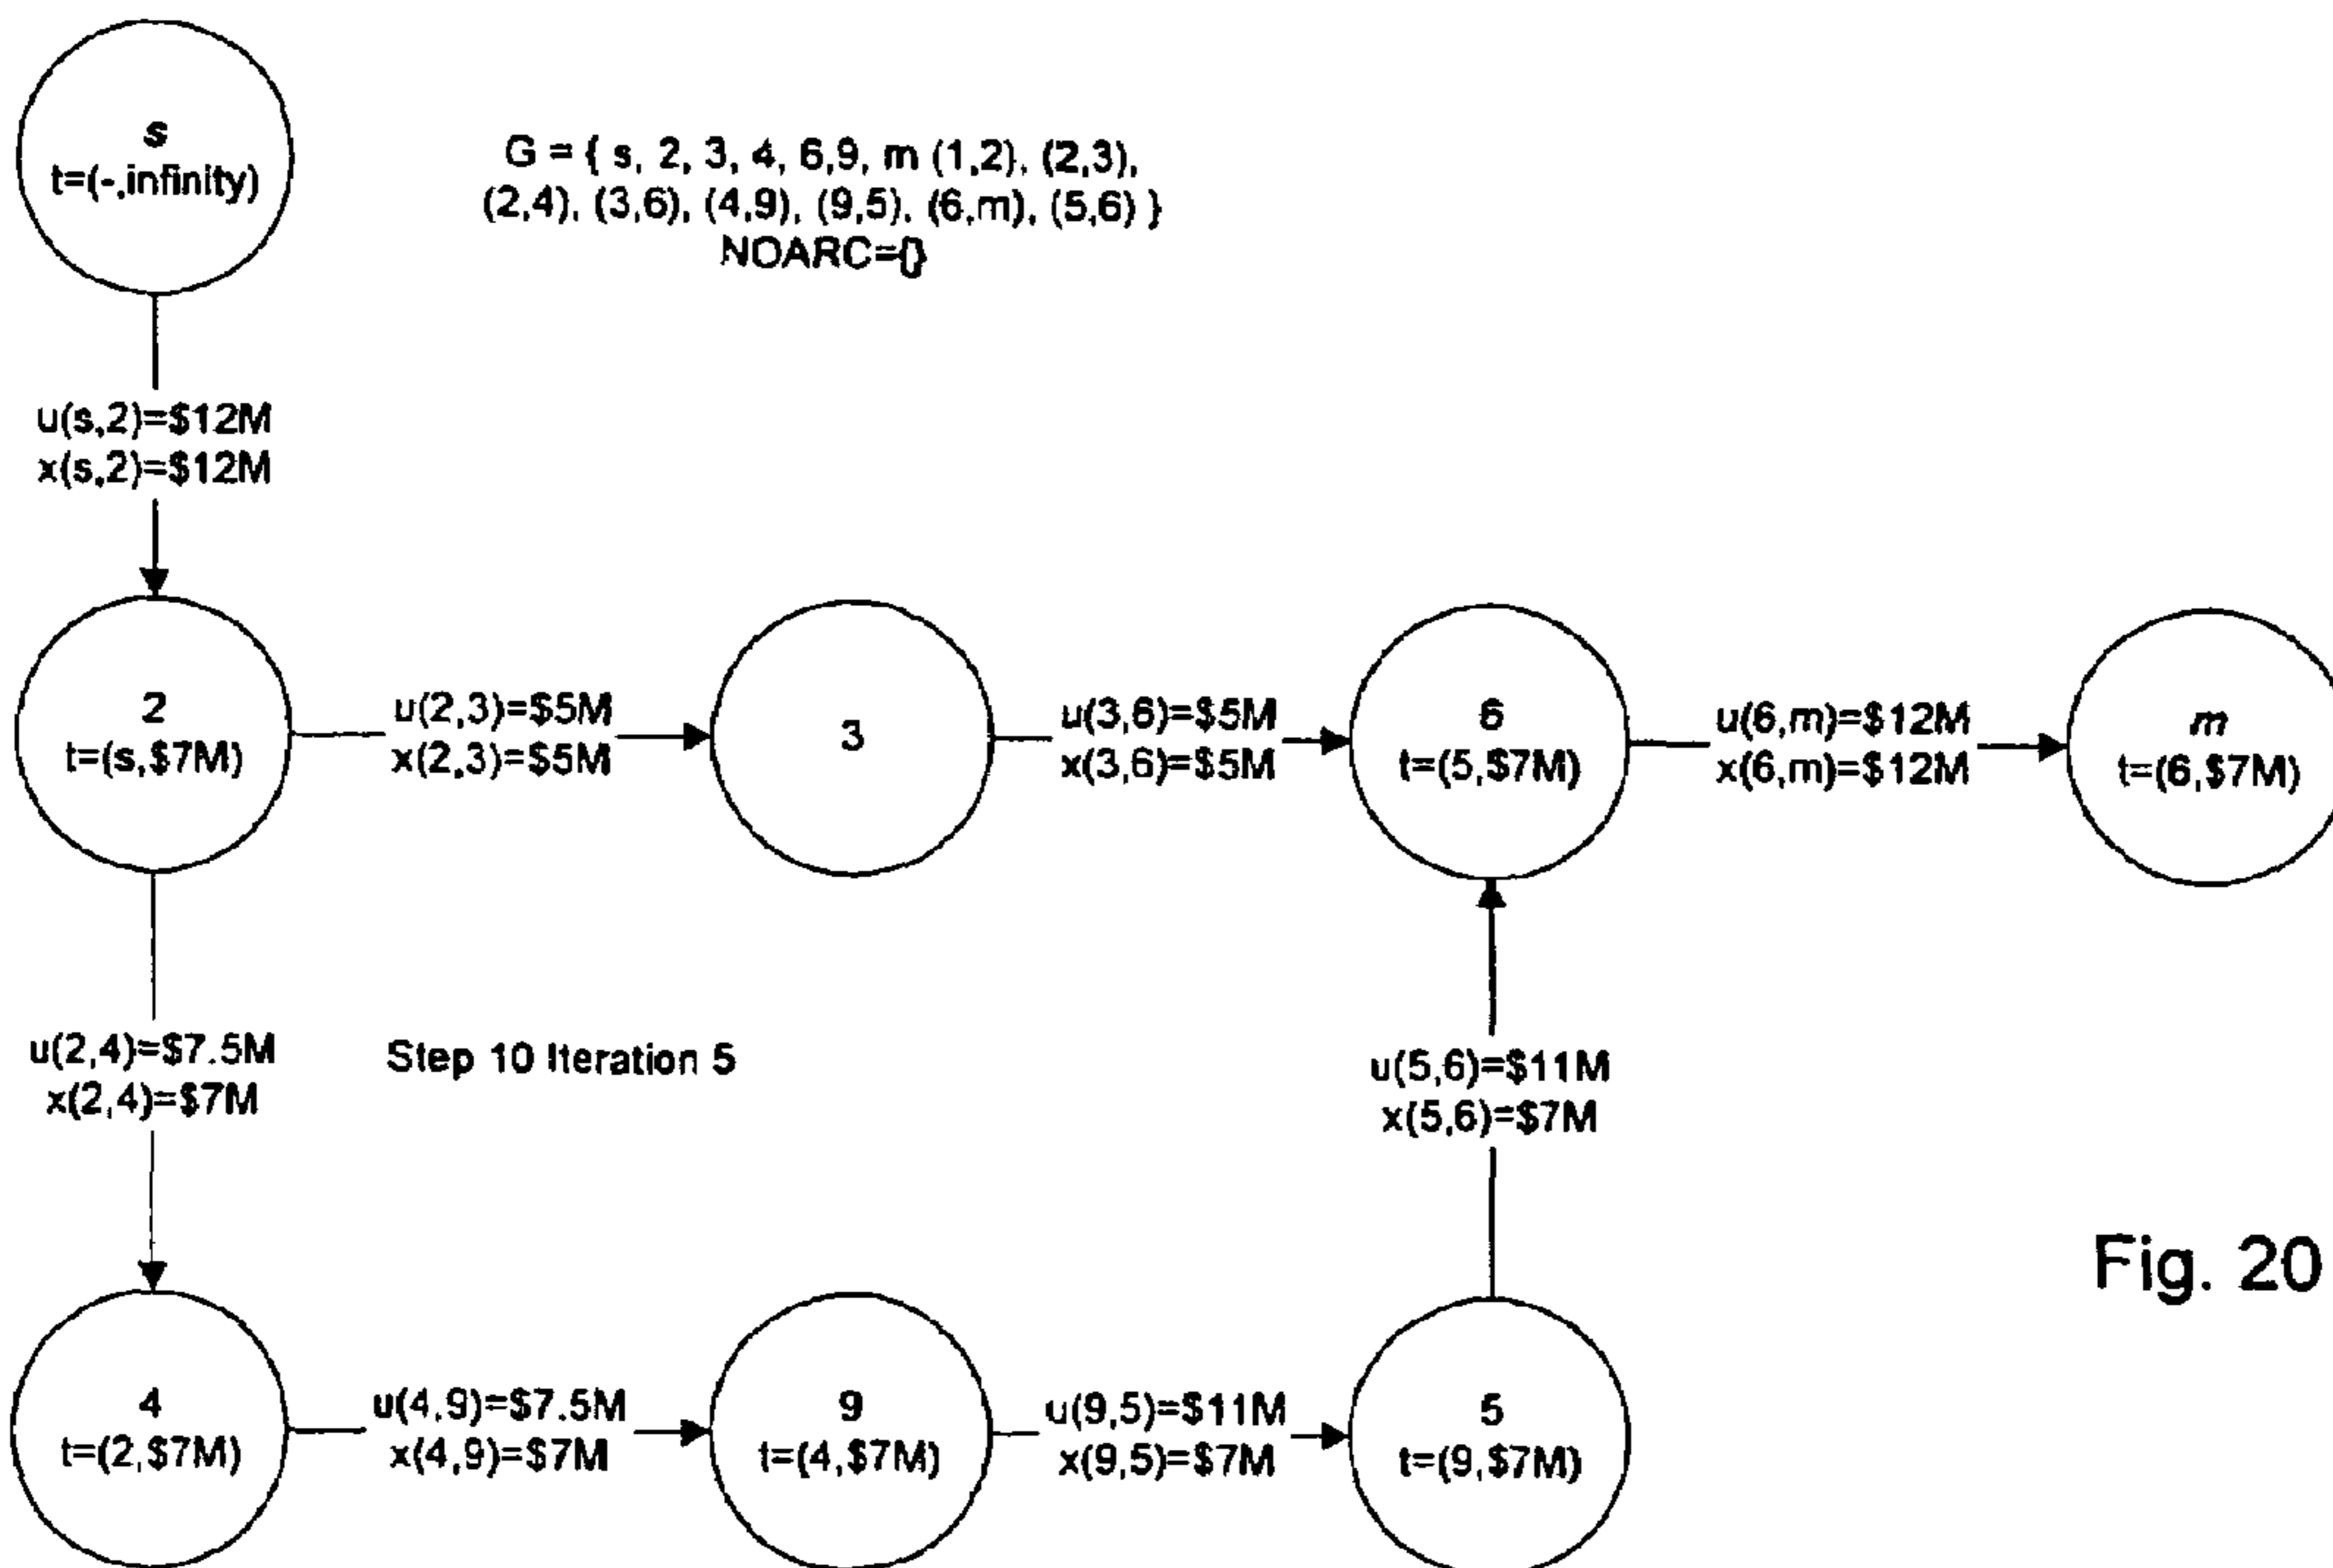 s
t=(-,infinity)
G = { s, 2, 3, 4, 6,9, m (1,2), (2,3),
(2,4), (3,6), (4,9), (9,5), (6,m), (5,6) }
NOARC={}
u(s,2)=$12M
x(s,2)=$12M
2
t=(s,$7M)
u(2,3)=$5M
x(2,3)=$5M
3
u(3,6)=$5M
x(3,6)=$5M
6
t=(5,$7M)
u(6,m)=$12M
x(6,m)=$12M
m
t=(6,$7M)
u(2,4)=$7.5M
x(2,4)=$7M
Step 10 Iteration 5
u(5,6)=$11M
x(5,6)=$7M
Fig. 20
4
t=(2,$7M)
u(4,9)=$7.5M
x(4,9)=$7M
9
t=(4,$7M)
u(9,5)=$11M
x(9,5)=$7M
5
t=(9,$7M)